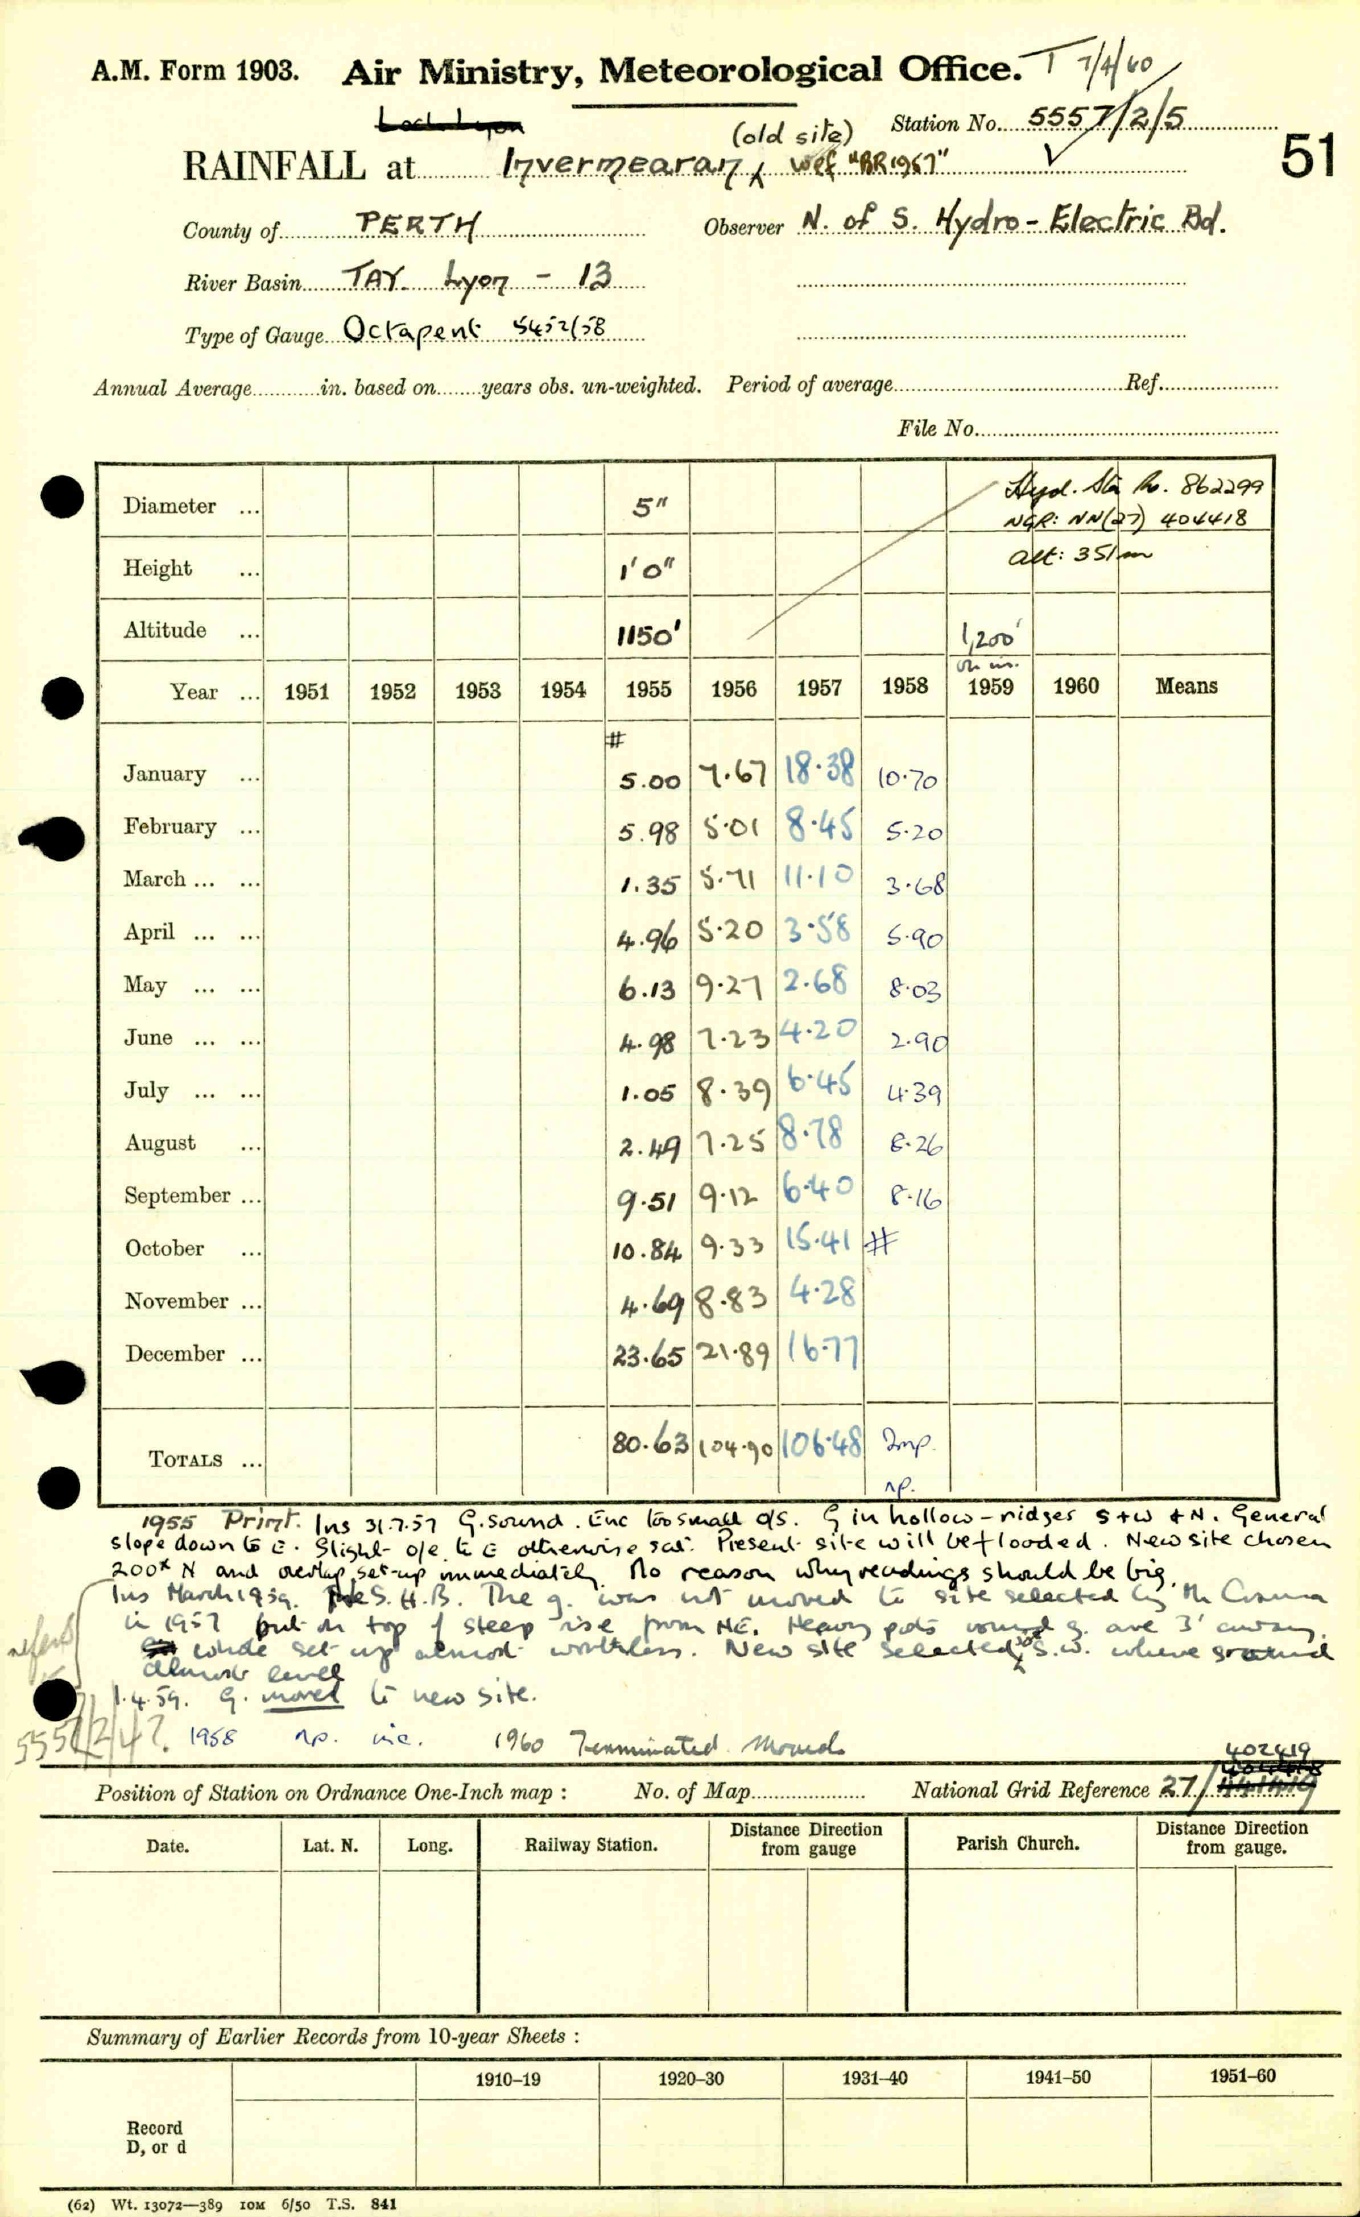 A.M. Form 1903. Air Ministry, Meteorological Office. T 7/4/60
Loch Lyon
(old site) Station No. 5557/2/5
RAINFALL at Invermearan wef "BR1957" 51
County of PERTH Observer N. of S. Hydro-Electric Bd.
River Basin TAY. Lyon - 13
Type of Gauge Octapent 5452/58
Annual Average in. based on years obs. un-weighted. Period of average Ref.
File No.
Diameter ... 5" Hyd. Sta No. 862299
NGR: NN(27) 404418
Height ... 1'0" alt: 351m
Altitude ... 1150' 1,200'
Year ... 1951 1952 1953 1954 1955 1956 1957 1958 1959 1960 Means
#
January ... 5.00 7.67 18.38 10.70
February ... 5.98 5.01 8.45 5.20
March ... ... 1.35 5.71 11.10 3.68
April ... ... 4.96 5.20 3.58 5.90
May ... ... 6.13 9.27 2.68 8.03
June ... ... 4.98 7.23 4.20 2.90
July ... ... 1.05 8.39 6.45 4.39
August ... 2.49 7.25 8.78 8.26
September ... 9.51 9.12 6.40 8.16
October ... 10.84 9.33 15.41 #
November ... 4.69 8.83 4.28
December ... 23.65 21.89 16.77
TOTALS ... 80.63 104.90 106.48 Imp.
np.
1955 Print. Ins 31.7.57 G. sound. Enc too small o/s. G in hollow - ridges S + W + N. General
slope down to E. Slight o/e to E otherwise sat. Present site will be flooded. New site chosen
200x N and overlap set-up immediately. No reason why readings should be big.
Ins March 1959. S.H.B. The g. was not moved to site selected by Mr
in 1957 but on top of steep rise from NE. Heavy pots round g. are 3' away.
whole set up almost worthless. New site selected S.W. where ground
almost level
1.4.59. G. moved to new site.
5557/2/4?. 1958 np. inc. 1960 Terminated. Moved
402419
404418
Position of Station on Ordnance One-Inch map : No. of Map National Grid Reference 27/
Date. Lat. N. Long. Railway Station. Distance Direction from gauge Parish Church. Distance Direction from gauge.
Summary of Earlier Records from 10-year Sheets :
1910–19 1920–30 1931–40 1941–50 1951–60
Record
D, or d
(62) Wt. 13072—389 10M 6/50 T.S. 841